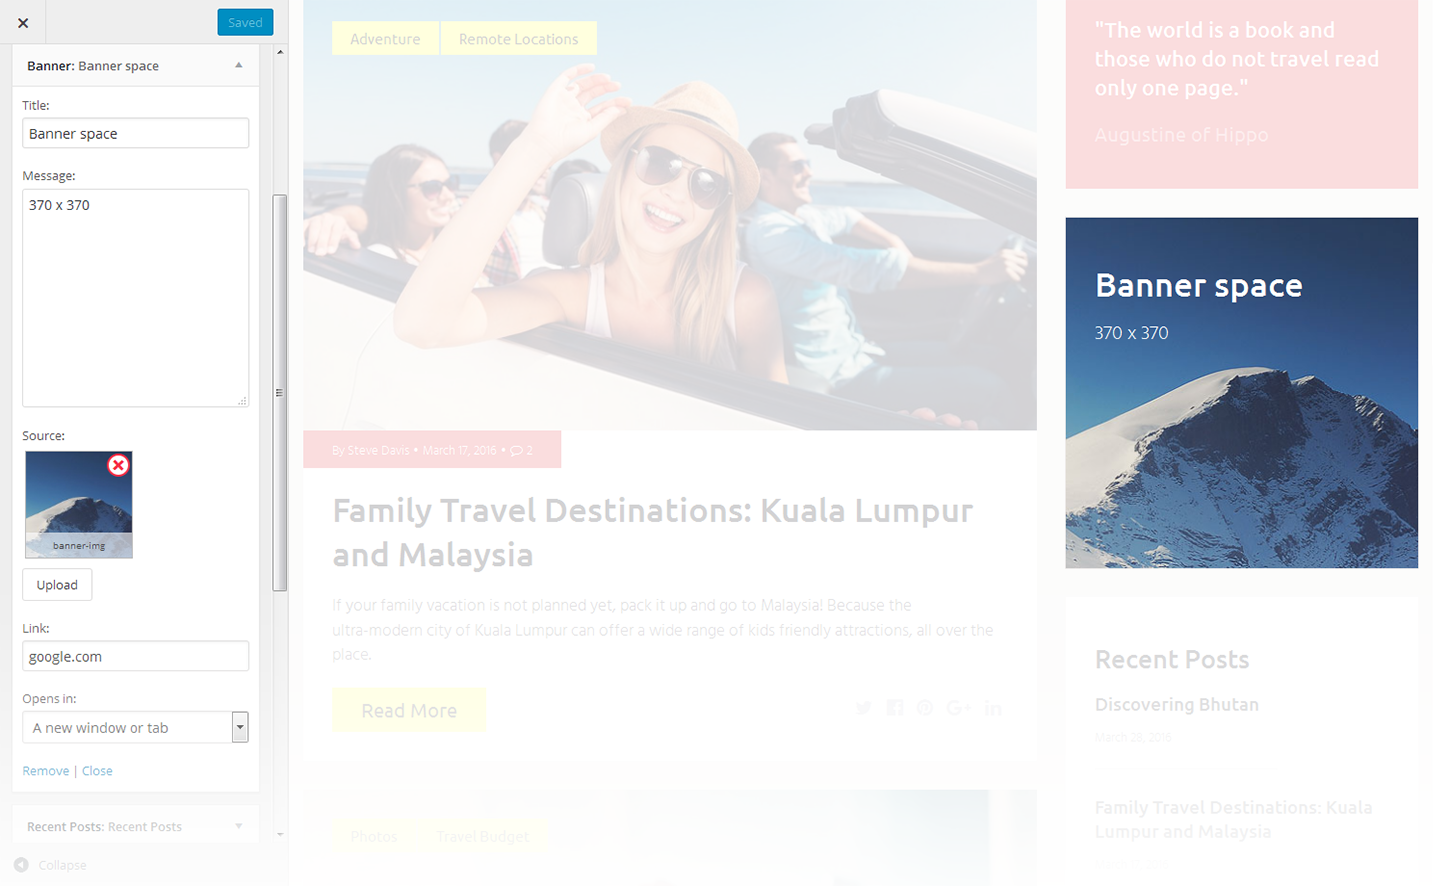 Saved
Banner: Banner space
Title:
Banner space
Message:
370 x 370
Source:
banner-img
Upload
Link:
google.com
Opens in:
A new window or tab
Remove | Close
Recent Posts: Recent Posts
Collapse
Adventure
Remote Locations
By Steve Davis • March 17, 2016 • 2
Family Travel Destinations: Kuala Lumpur
and Malaysia
If your family vacation is not planned yet, pack it up and go to Malaysia! Because the
ultra-modern city of Kuala Lumpur can offer a wide range of kids friendly attractions, all over the
place.
Read More
Photos
Travel Budget
"The world is a book and
those who do not travel read
only one page."
Augustine of Hippo
Banner space
370 x 370
Recent Posts
Discovering Bhutan
March 28, 2016
Family Travel Destinations: Kuala
Lumpur and Malaysia